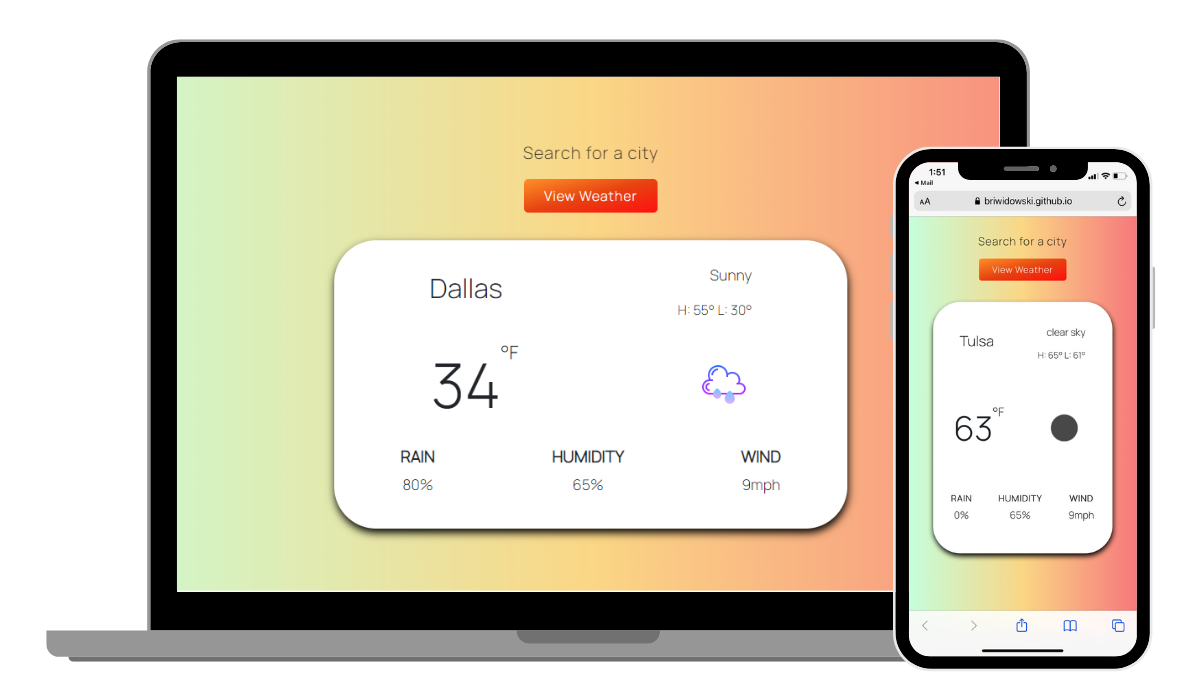 Search for a city
View Weather
Dallas
Sunny
H: 55° L: 30°
34 °F
RAIN HUMIDITY WIND
80% 65% 9mph
1:51
Mail
AA briwidowski.github.io
Search for a city
View Weather
Tulsa
clear sky
H: 65° L: 61°
63 °F
RAIN HUMIDITY WIND
0% 65% 9mph